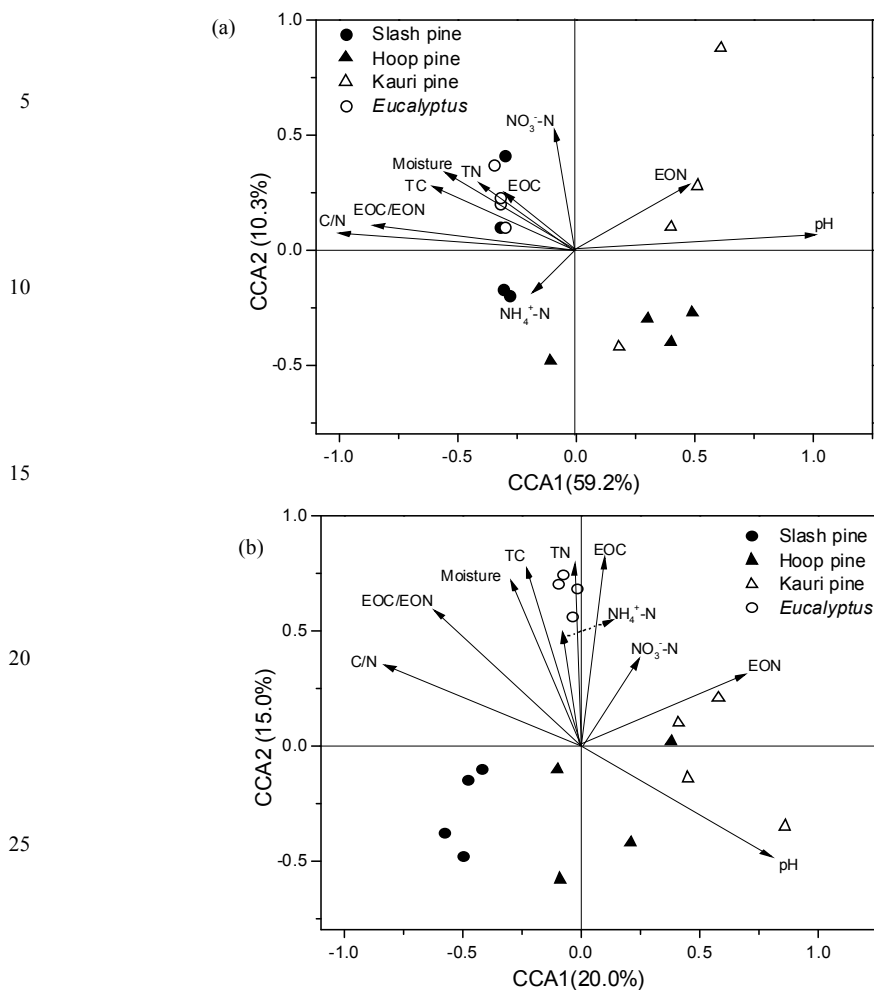 (a)
1.0
Slash pine
Hoop pine
Kauri pine
Eucalyptus
5
0.5
NO₃⁻-N
Moisture
TN
EOC
EON
TC
EOC/EON
C/N
pH
0.0
CCA2 (10.3%)
10
NH₄⁺-N
-0.5
-1.0 -0.5 0.0 0.5 1.0
CCA1(59.2%)
15
(b)
1.0
Slash pine
Hoop pine
Kauri pine
Eucalyptus
TC
TN
EOC
Moisture
EOC/EON
0.5
NH₄⁺-N
20
NO₃⁻-N
C/N
EON
0.0
CCA2 (15.0%)
25
-0.5
pH
-1.0 -0.5 0.0 0.5 1.0
CCA1(20.0%)